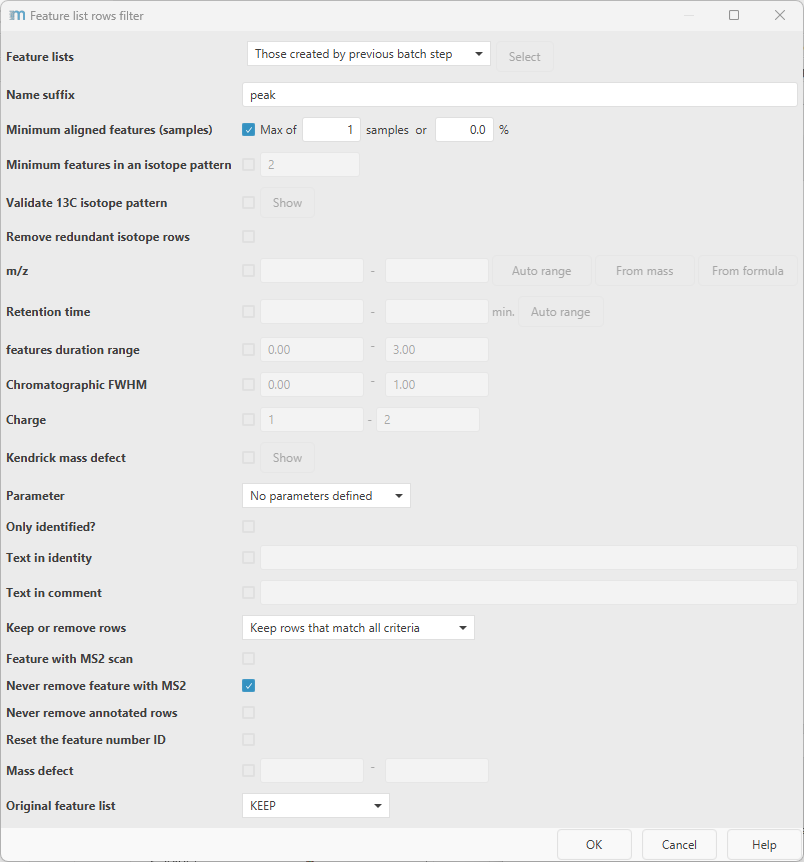 m Feature list rows filter
Feature lists Those created by previous batch step Select
Name suffix peak
Minimum aligned features (samples) Max of 1 samples or 0.0 %
Minimum features in an isotope pattern 2
Validate 13C isotope pattern Show
Remove redundant isotope rows
m/z - Auto range From mass From formula
Retention time - min. Auto range
features duration range 0.00 - 3.00
Chromatographic FWHM 0.00 - 1.00
Charge 1 - 2
Kendrick mass defect Show
Parameter No parameters defined
Only identified?
Text in identity
Text in comment
Keep or remove rows Keep rows that match all criteria
Feature with MS2 scan
Never remove feature with MS2
Never remove annotated rows
Reset the feature number ID
Mass defect -
Original feature list KEEP
OK Cancel Help